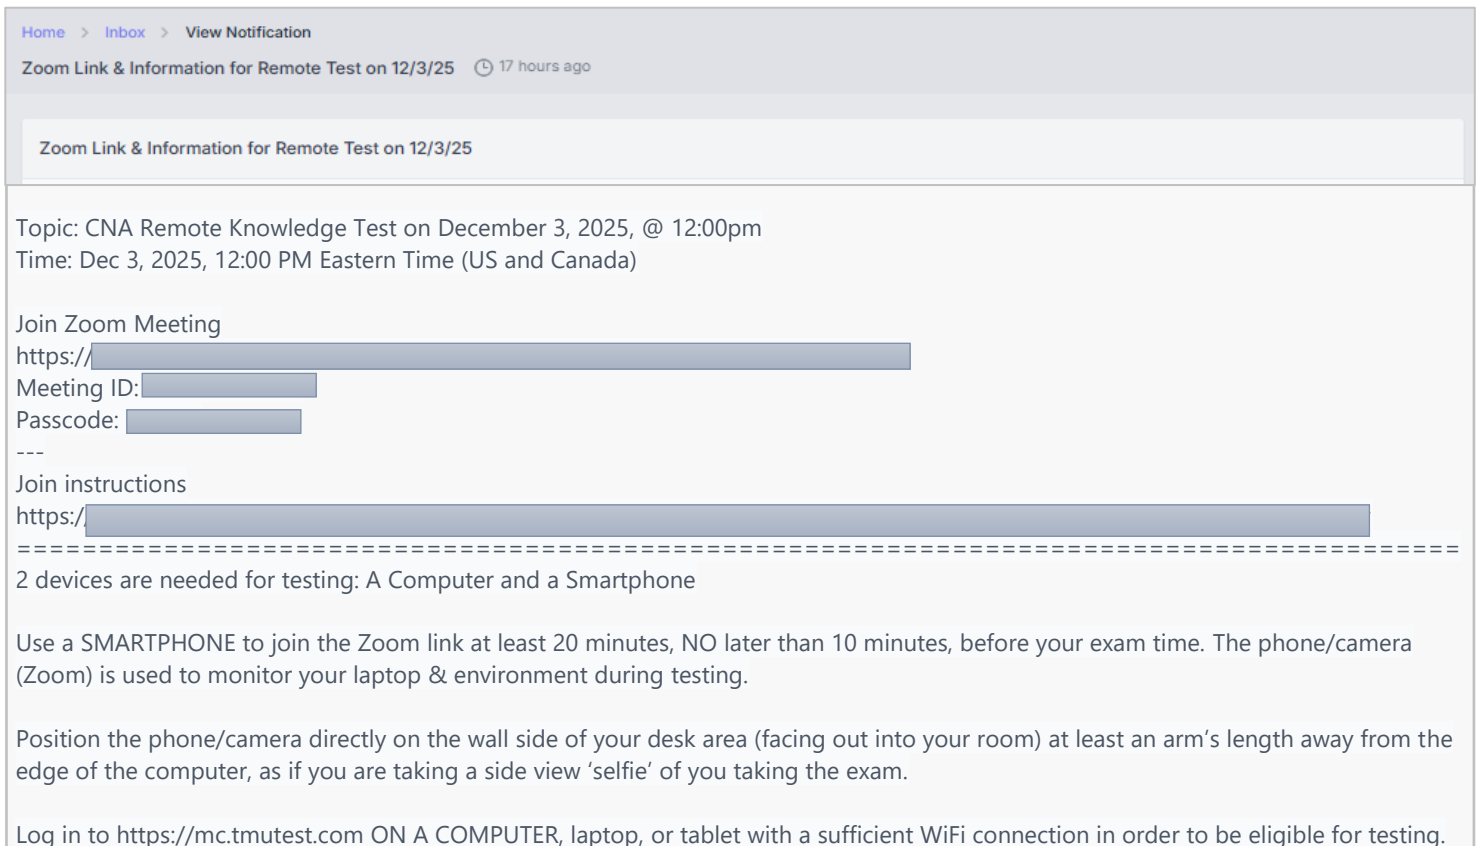 Home > Inbox > View Notification
Zoom Link & Information for Remote Test on 12/3/25 17 hours ago
Zoom Link & Information for Remote Test on 12/3/25
Topic: CNA Remote Knowledge Test on December 3, 2025, @ 12:00pm
Time: Dec 3, 2025, 12:00 PM Eastern Time (US and Canada)
Join Zoom Meeting
https://
Meeting ID:
Passcode:
---
Join instructions
https:/
========================================================================================
2 devices are needed for testing: A Computer and a Smartphone
Use a SMARTPHONE to join the Zoom link at least 20 minutes, NO later than 10 minutes, before your exam time. The phone/camera
(Zoom) is used to monitor your laptop & environment during testing.
Position the phone/camera directly on the wall side of your desk area (facing out into your room) at least an arm’s length away from the
edge of the computer, as if you are taking a side view ‘selfie’ of you taking the exam.
Log in to https://mc.tmutest.com ON A COMPUTER, laptop, or tablet with a sufficient WiFi connection in order to be eligible for testing.